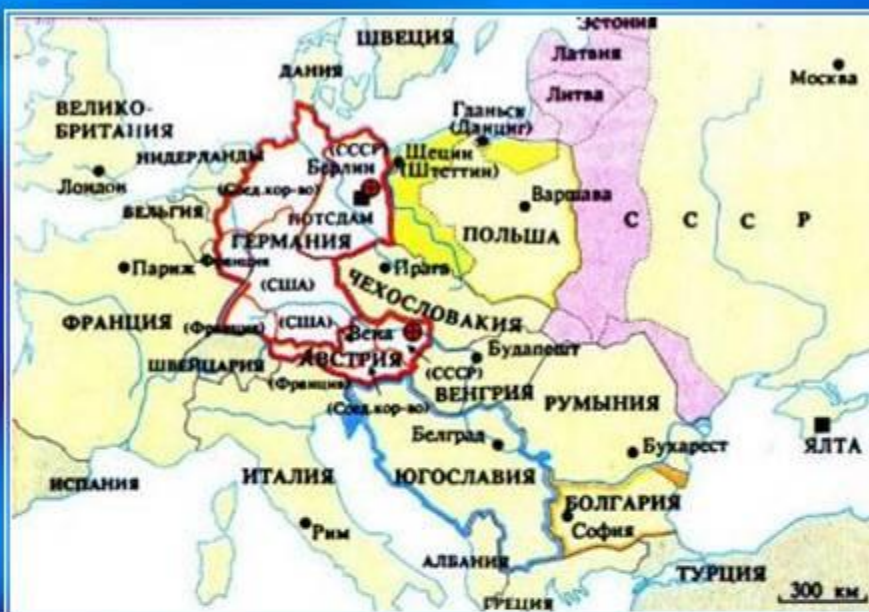 Эстония
ШВЕЦИЯ
Латвия
Москва
ДАНИЯ
Литва
ВЕЛИКО-
БРИТАНИЯ
Гданьск
(Данциг)
НИДЕРЛАНДЫ
(СССР)
Щецин
(Штеттин)
Берлин
Лондон
(Соед.кор-во)
Варшава
БЕЛЬГИЯ
ПОТСДАМ
С С С Р
ГЕРМАНИЯ
ПОЛЬША
Париж
Франция
Прага
(США)
ЧЕХОСЛОВАКИЯ
ФРАНЦИЯ
(Франция)
(США)
Вена
Будапешт
ШВЕЙЦАРИЯ
АВСТРИЯ
(СССР)
(Франция)
ВЕНГРИЯ
РУМЫНИЯ
(Соед.кор-во)
Белград
Бухарест
ЯЛТА
ИСПАНИЯ
ИТАЛИЯ
ЮГОСЛАВИЯ
БОЛГАРИЯ
Рим
София
АЛБАНИЯ
ТУРЦИЯ
300 км
ГРЕЦИЯ